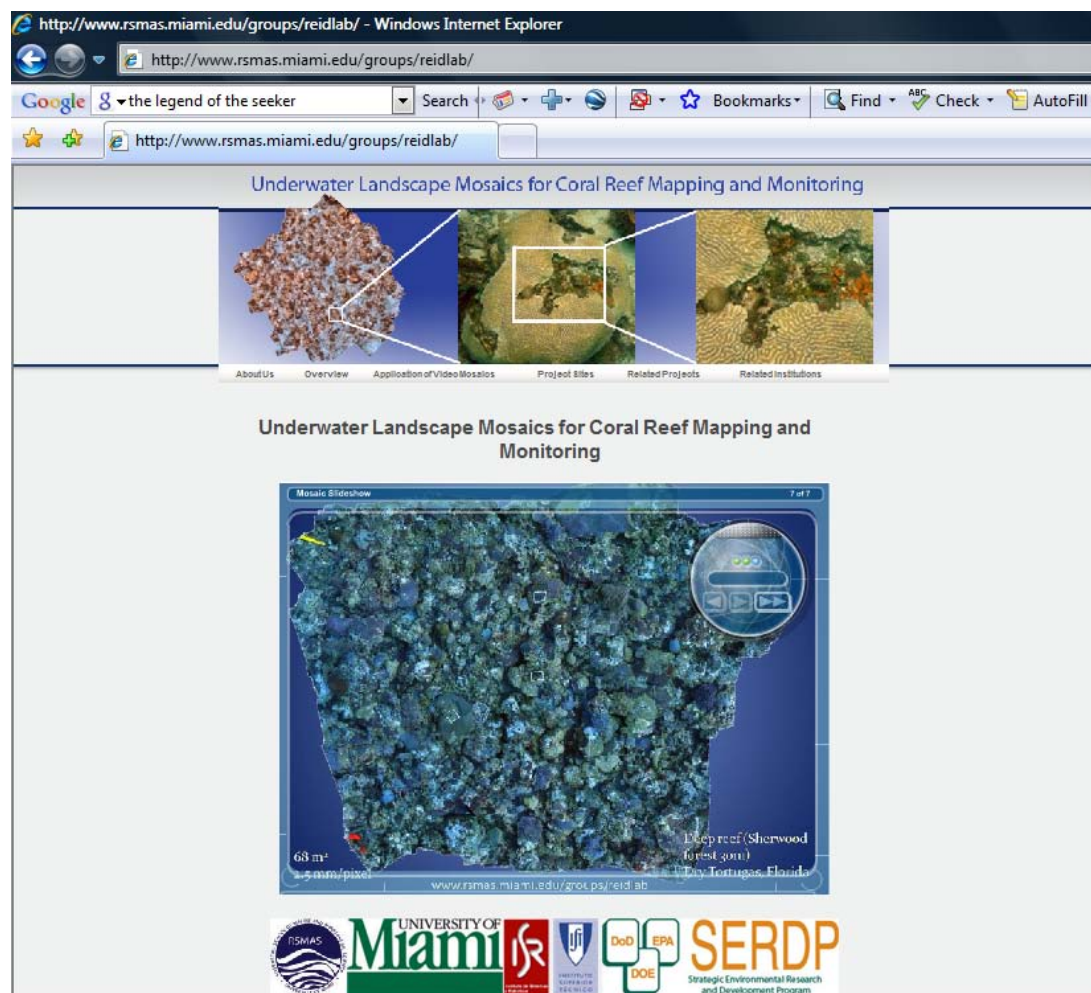 http://www.rsmas.miami.edu/groups/reidlab/ - Windows Internet Explorer
http://www.rsmas.miami.edu/groups/reidlab/
Google the legend of the seeker Search Bookmarks Find ABC Check AutoFill
http://www.rsmas.miami.edu/groups/reidlab/
Underwater Landscape Mosaics for Coral Reef Mapping and Monitoring
About Us Overview Application of Video Mosaics Project Sites Related Projects Related Institutions
Underwater Landscape Mosaics for Coral Reef Mapping and
Monitoring
Mosaic Slideshow 7 of 7
Deep reef (Sherwood
forest 30m)
Dry Tortugas, Florida
68 m²
2.5 mm/pixel
www.rsmas.miami.edu/groups/reidlab
RSMAS
UNIVERSITY OF
Miami
ISR
INSTITUTO
SUPERIOR
TÉCNICO
DoD EPA
DOE
SERDP
Strategic Environmental Research
and Development Program